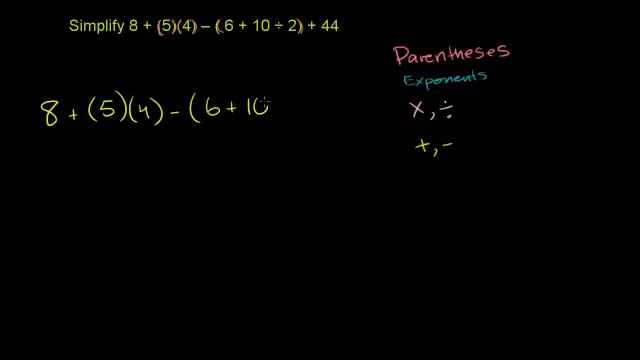 Simplify 8 + (5)(4) – ( 6 + 10 ÷ 2) + 44
Parentheses
Exponents
8 + (5)(4) - (6 + 10
x, ÷
+, -